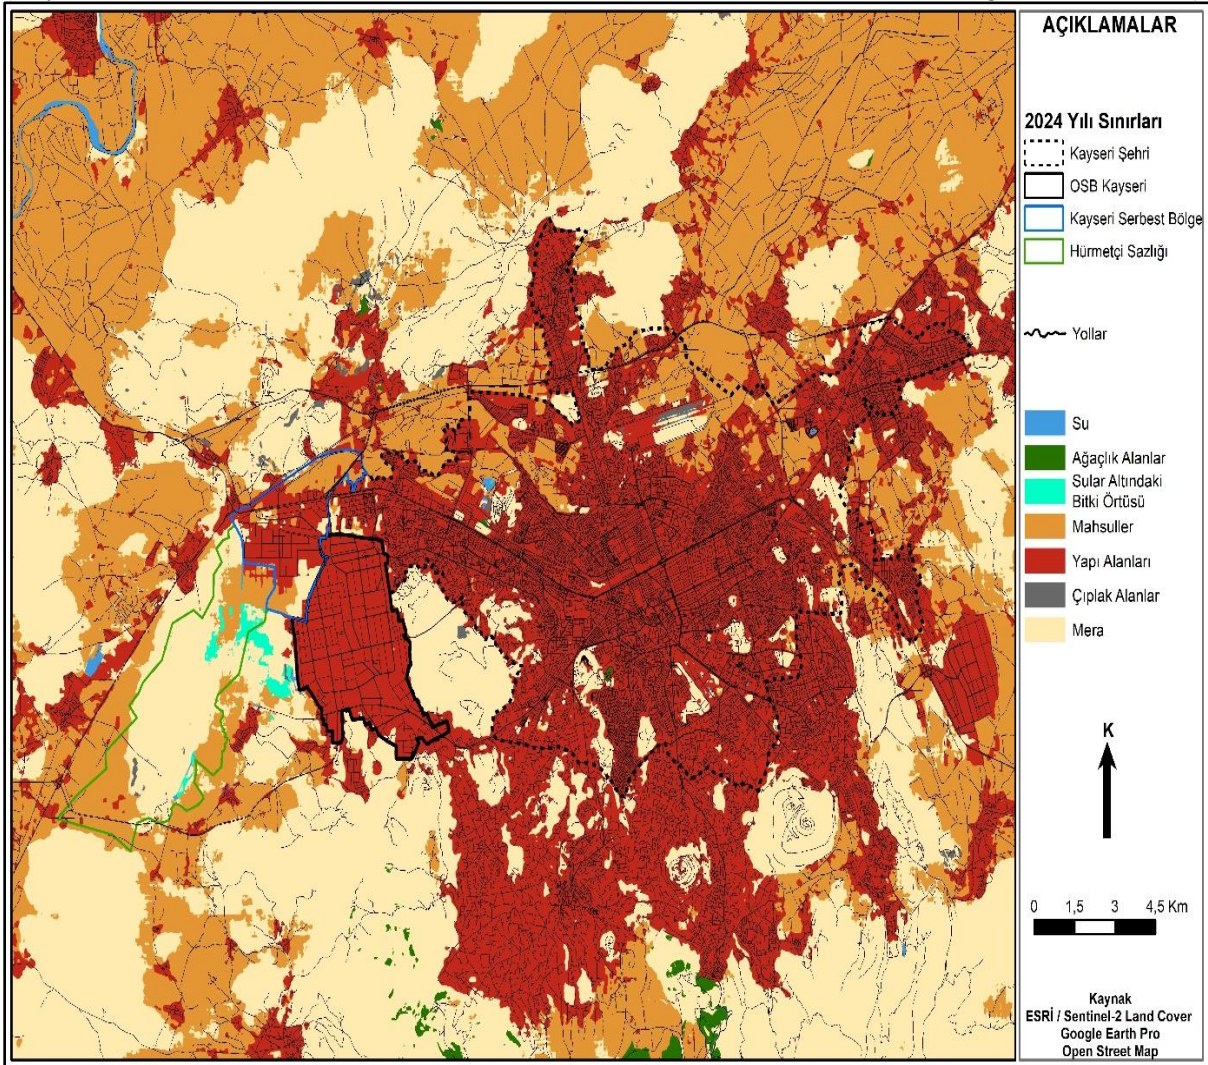 AÇIKLAMALAR
2024 Yılı Sınırları
Kayseri Şehri
OSB Kayseri
Kayseri Serbest Bölge
Hürmetçi Sazlığı
Yollar
Su
Ağaçlık Alanlar
Sular Altındaki
Bitki Örtüsü
Mahsuller
Yapı Alanları
Çıplak Alanlar
Mera
K
0 1,5 3 4,5 Km
Kaynak
ESRİ / Sentinel-2 Land Cover
Google Earth Pro
Open Street Map